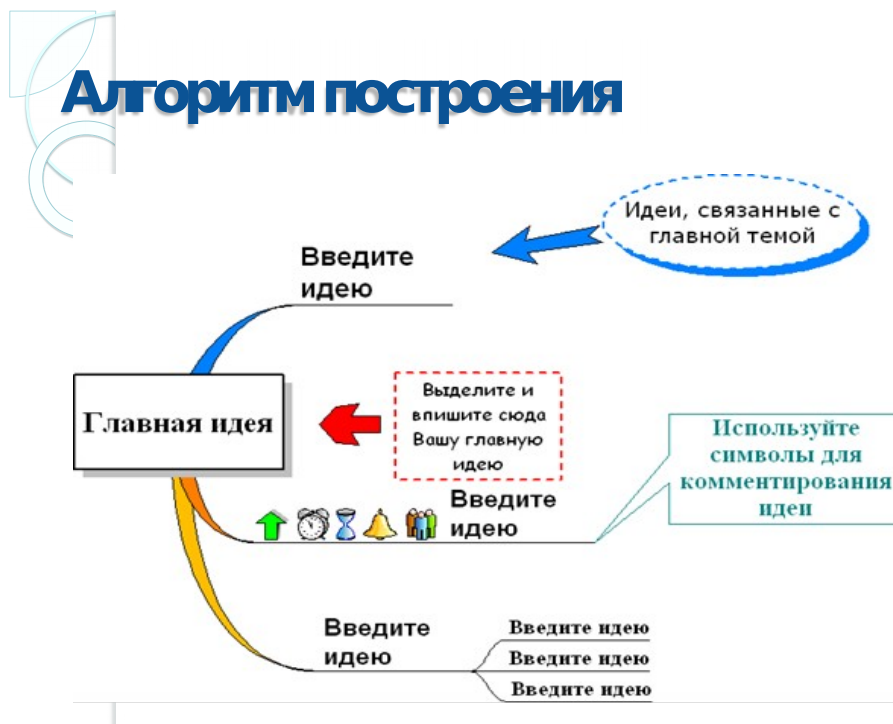 Алгоритм построения
Идеи, связанные с
главной темой
Введите
идею
Главная идея
Выделите и
впишите сюда
Вашу главную
идею
Используйте
символы для
комментирования
идеи
Введите
идею
Введите
идею
Введите идею
Введите идею
Введите идею